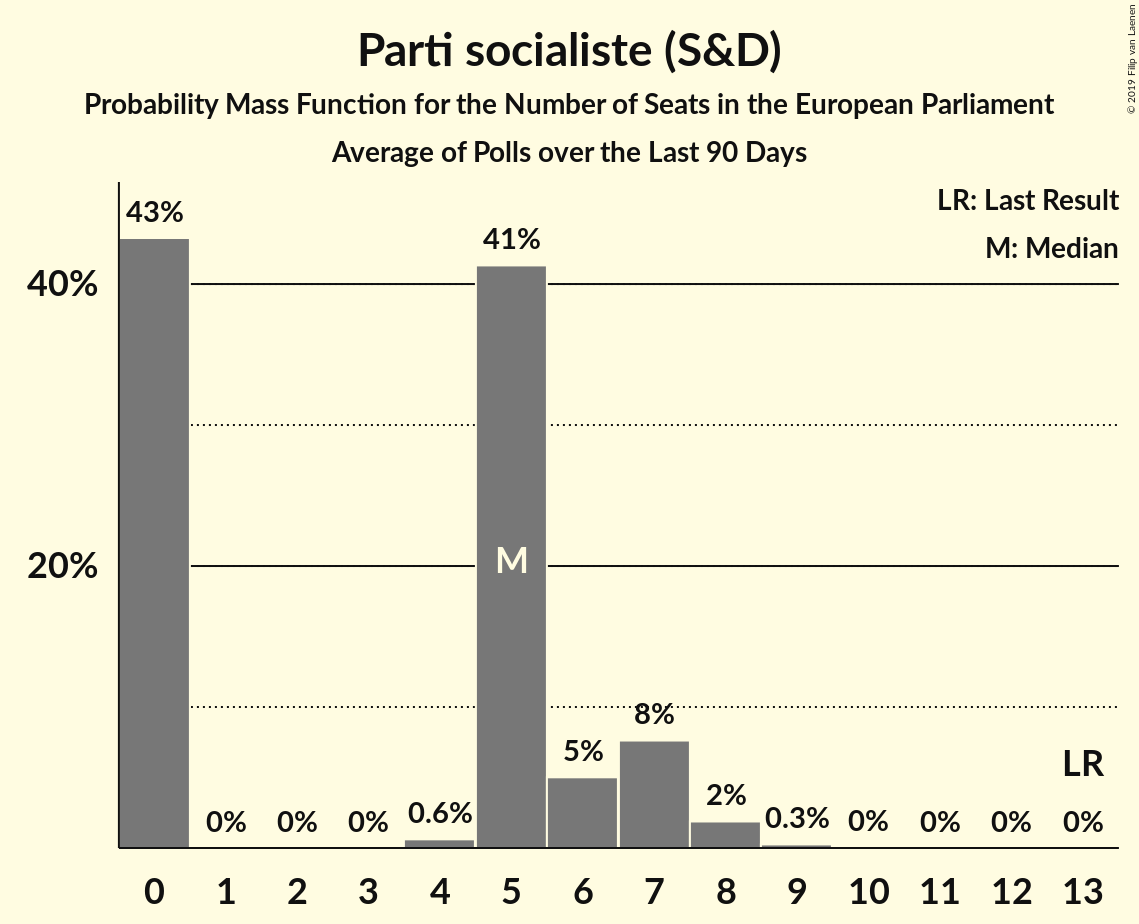 Parti socialiste (S&D)
Probability Mass Function for the Number of Seats in the European Parliament
Average of Polls over the Last 90 Days
© 2019 Filip van Laenen
LR: Last Result
M: Median
43%
41%
40%
20%
M
8%
5%
2%
LR
0% 0% 0% 0.6% 0.3% 0% 0% 0% 0%
0 1 2 3 4 5 6 7 8 9 10 11 12 13